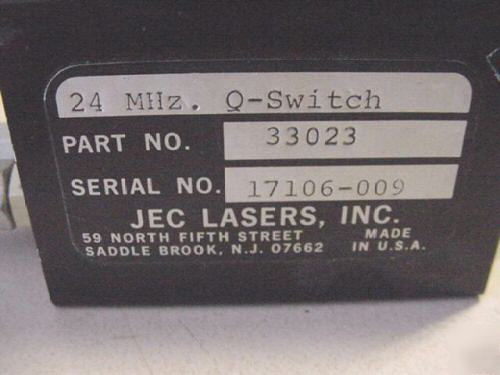 24 MHz. Q-Switch
PART NO. 33023
SERIAL NO. 17106-009
JEC LASERS, INC.
59 NORTH FIFTH STREET MADE
SADDLE BROOK, N.J. 07662 IN U.S.A.